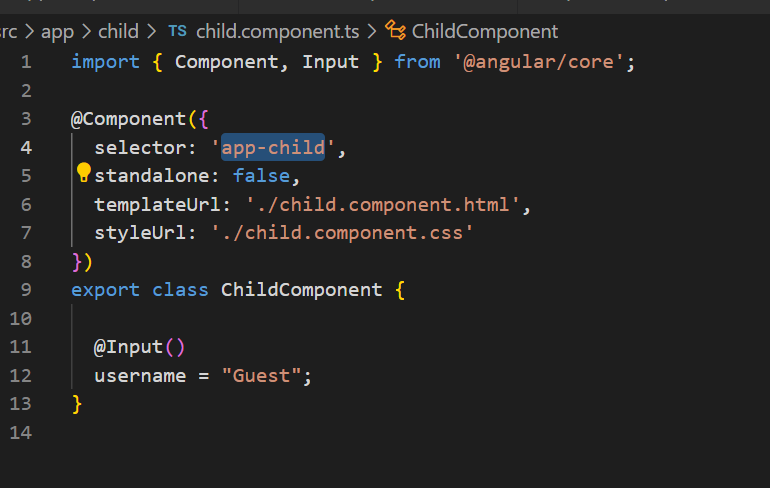 src > app > child > TS child.component.ts > ChildComponent
1 import { Component, Input } from '@angular/core';
2
3 @Component({
4   selector: 'app-child',
5   standalone: false,
6   templateUrl: './child.component.html',
7   styleUrl: './child.component.css'
8 })
9 export class ChildComponent {
10
11   @Input()
12   username = "Guest";
13 }
14